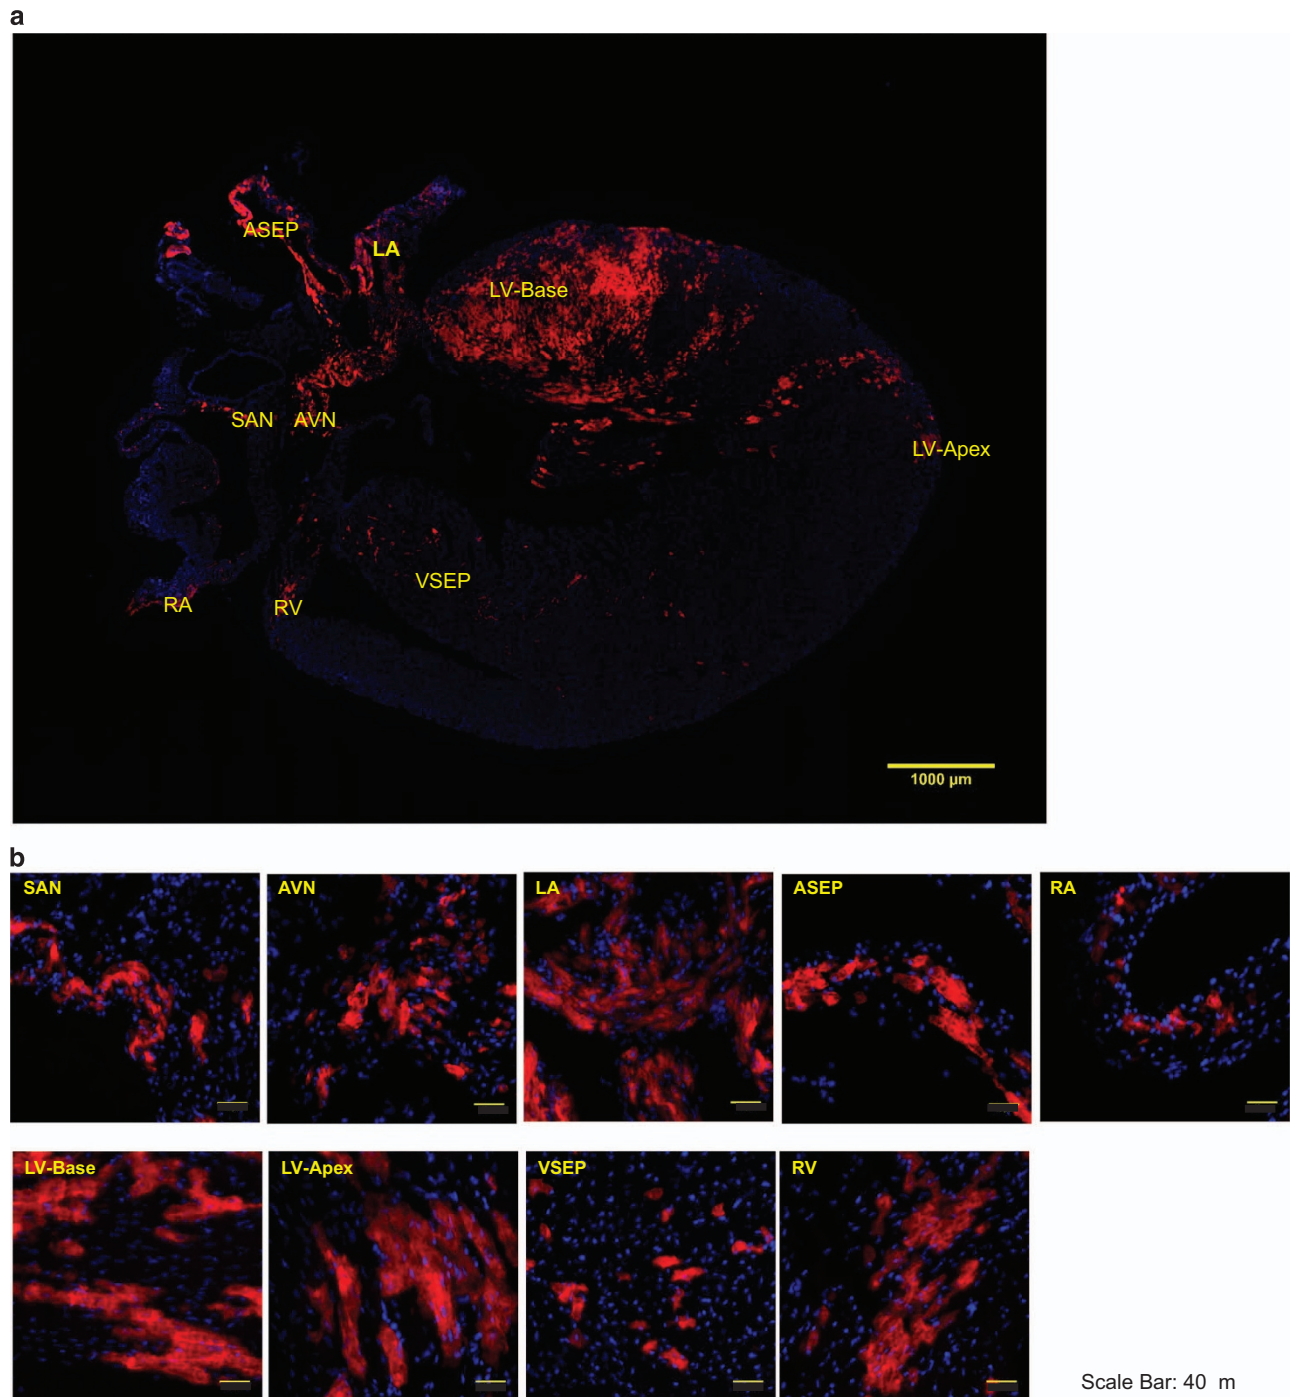 a
ASEP
LA
LV-Base
SAN
AVN
LV-Apex
VSEP
RA
RV
1000 µm
b
SAN
AVN
LA
ASEP
RA
LV-Base
LV-Apex
VSEP
RV
Scale Bar: 40 m